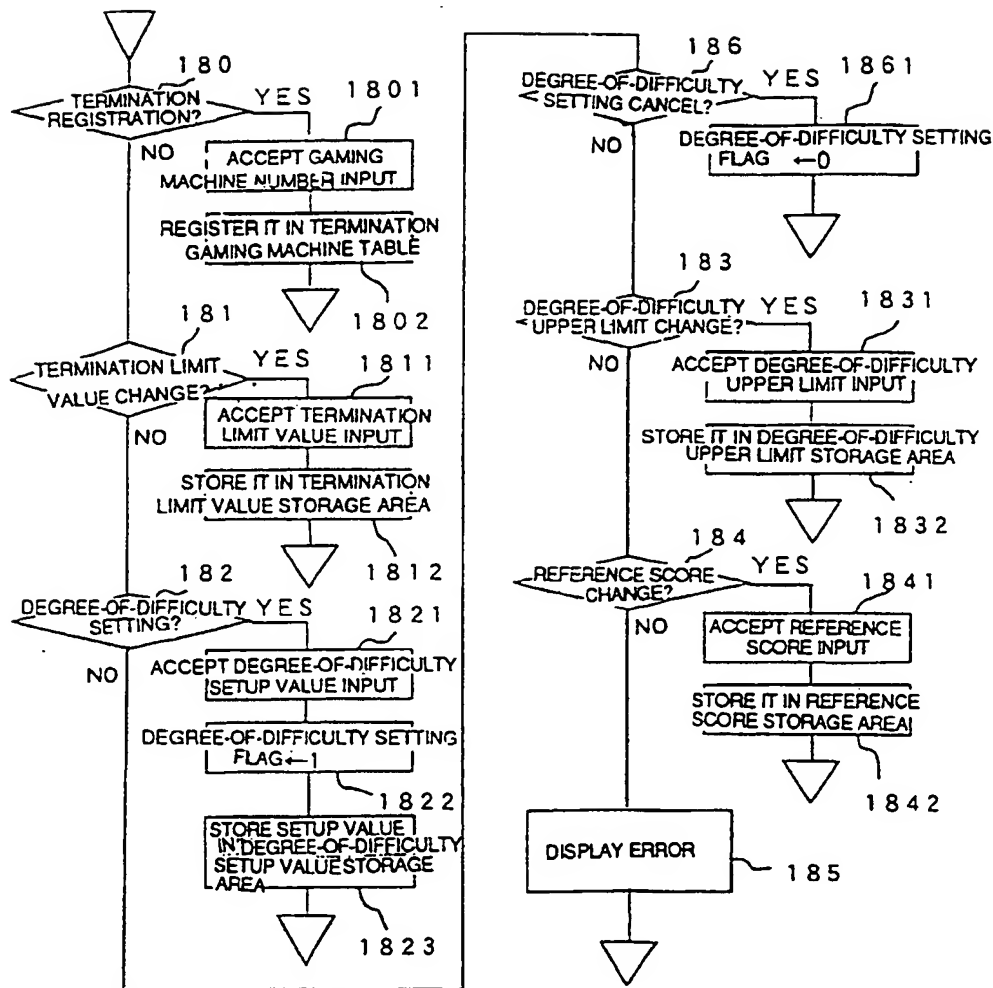 180
TERMINATION
REGISTRATION?
YES
NO
1801
ACCEPT GAMING
MACHINE NUMBER INPUT
REGISTER IT IN TERMINATION
GAMING MACHINE TABLE
1802
181
TERMINATION LIMIT
VALUE CHANGE?
YES
NO
1811
ACCEPT TERMINATION
LIMIT VALUE INPUT
STORE IT IN TERMINATION
LIMIT VALUE STORAGE AREA
1812
182
DEGREE-OF-DIFFICULTY
SETTING?
YES
NO
1821
ACCEPT DEGREE-OF-DIFFICULTY
SETUP VALUE INPUT
DEGREE-OF-DIFFICULTY SETTING
FLAG←1
1822
STORE SETUP VALUE
IN DEGREE-OF-DIFFICULTY
SETUP VALUE STORAGE
AREA
1823
186
DEGREE-OF-DIFFICULTY
SETTING CANCEL?
YES
NO
1861
DEGREE-OF-DIFFICULTY SETTING
FLAG ←0
183
DEGREE-OF-DIFFICULTY
UPPER LIMIT CHANGE?
YES
NO
1831
ACCEPT DEGREE-OF-DIFFICULTY
UPPER LIMIT INPUT
STORE IT IN DEGREE-OF-DIFFICULTY
UPPER LIMIT STORAGE AREA
1832
184
REFERENCE SCORE
CHANGE?
YES
NO
1841
ACCEPT REFERENCE
SCORE INPUT
STORE IT IN REFERENCE
SCORE STORAGE AREA
1842
DISPLAY ERROR
185